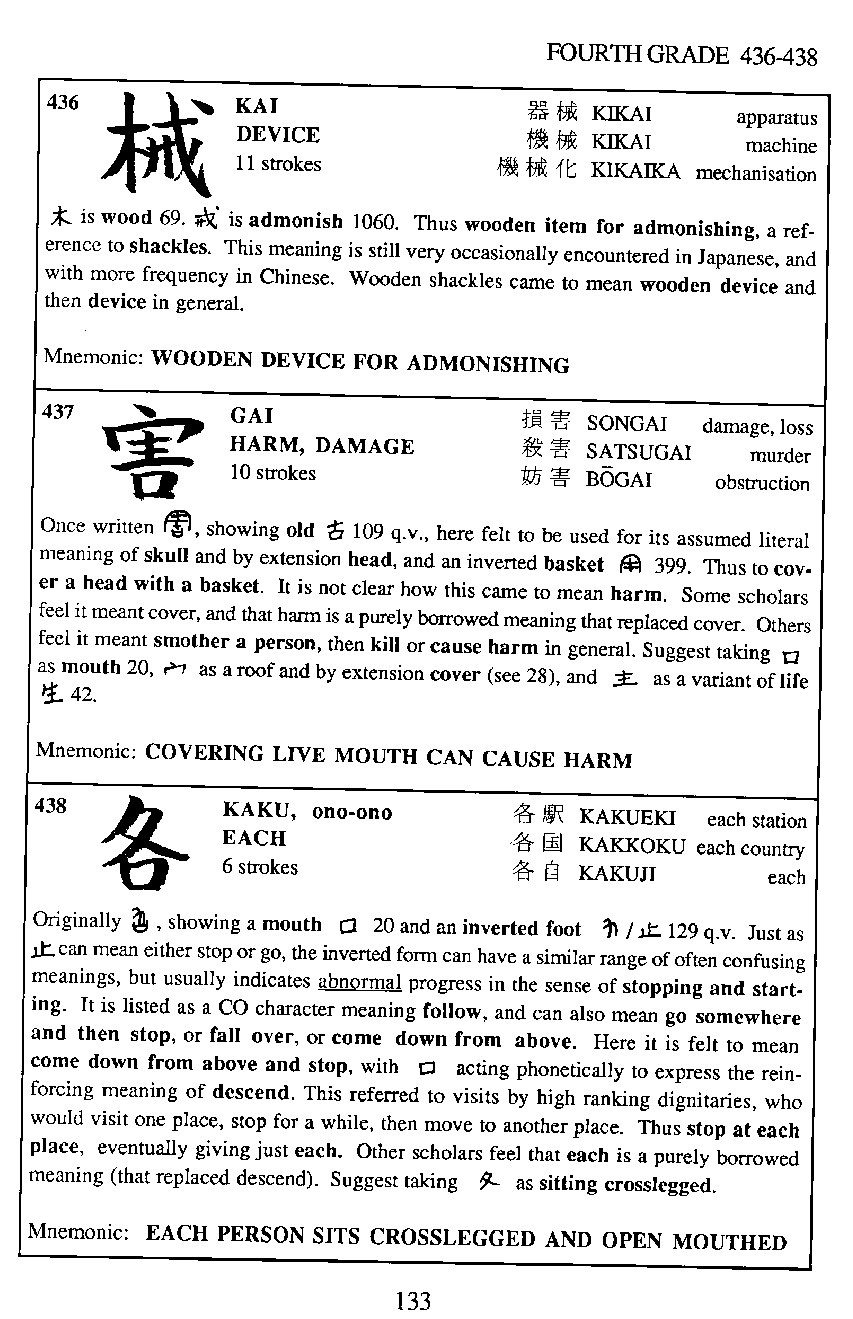 FOURTH GRADE 436-438
436 械 KAI 器械 KIKAI apparatus
DEVICE 機械 KIKAI machine
11 strokes 機械化 KIKAIKA mechanisation
木 is wood 69. 戒 is admonish 1060. Thus wooden item for admonishing, a ref-
erence to shackles. This meaning is still very occasionally encountered in Japanese, and
with more frequency in Chinese. Wooden shackles came to mean wooden device and
then device in general.
Mnemonic: WOODEN DEVICE FOR ADMONISHING
437 害 GAI 損害 SONGAI damage, loss
HARM, DAMAGE 殺害 SATSUGAI murder
10 strokes 妨害 BŌGAI obstruction
Once written , showing old 古 109 q.v., here felt to be used for its assumed literal
meaning of skull and by extension head, and an inverted basket 399. Thus to cov-
er a head with a basket. It is not clear how this came to mean harm. Some scholars
feel it meant cover, and that harm is a purely borrowed meaning that replaced cover. Others
feel it meant smother a person, then kill or cause harm in general. Suggest taking 口
as mouth 20, 宀 as a roof and by extension cover (see 28), and 龶 as a variant of life
生 42.
Mnemonic: COVERING LIVE MOUTH CAN CAUSE HARM
438 各 KAKU, ono-ono 各駅 KAKUEKI each station
EACH 各国 KAKKOKU each country
6 strokes 各自 KAKUJI each
Originally , showing a mouth 口 20 and an inverted foot / 止 129 q.v. Just as
止 can mean either stop or go, the inverted form can have a similar range of often confusing
meanings, but usually indicates abnormal progress in the sense of stopping and start-
ing. It is listed as a CO character meaning follow, and can also mean go somewhere
and then stop, or fall over, or come down from above. Here it is felt to mean
come down from above and stop, with 口 acting phonetically to express the rein-
forcing meaning of descend. This referred to visits by high ranking dignitaries, who
would visit one place, stop for a while, then move to another place. Thus stop at each
place, eventually giving just each. Other scholars feel that each is a purely borrowed
meaning (that replaced descend). Suggest taking 夂 as sitting crosslegged.
Mnemonic: EACH PERSON SITS CROSSLEGGED AND OPEN MOUTHED
133